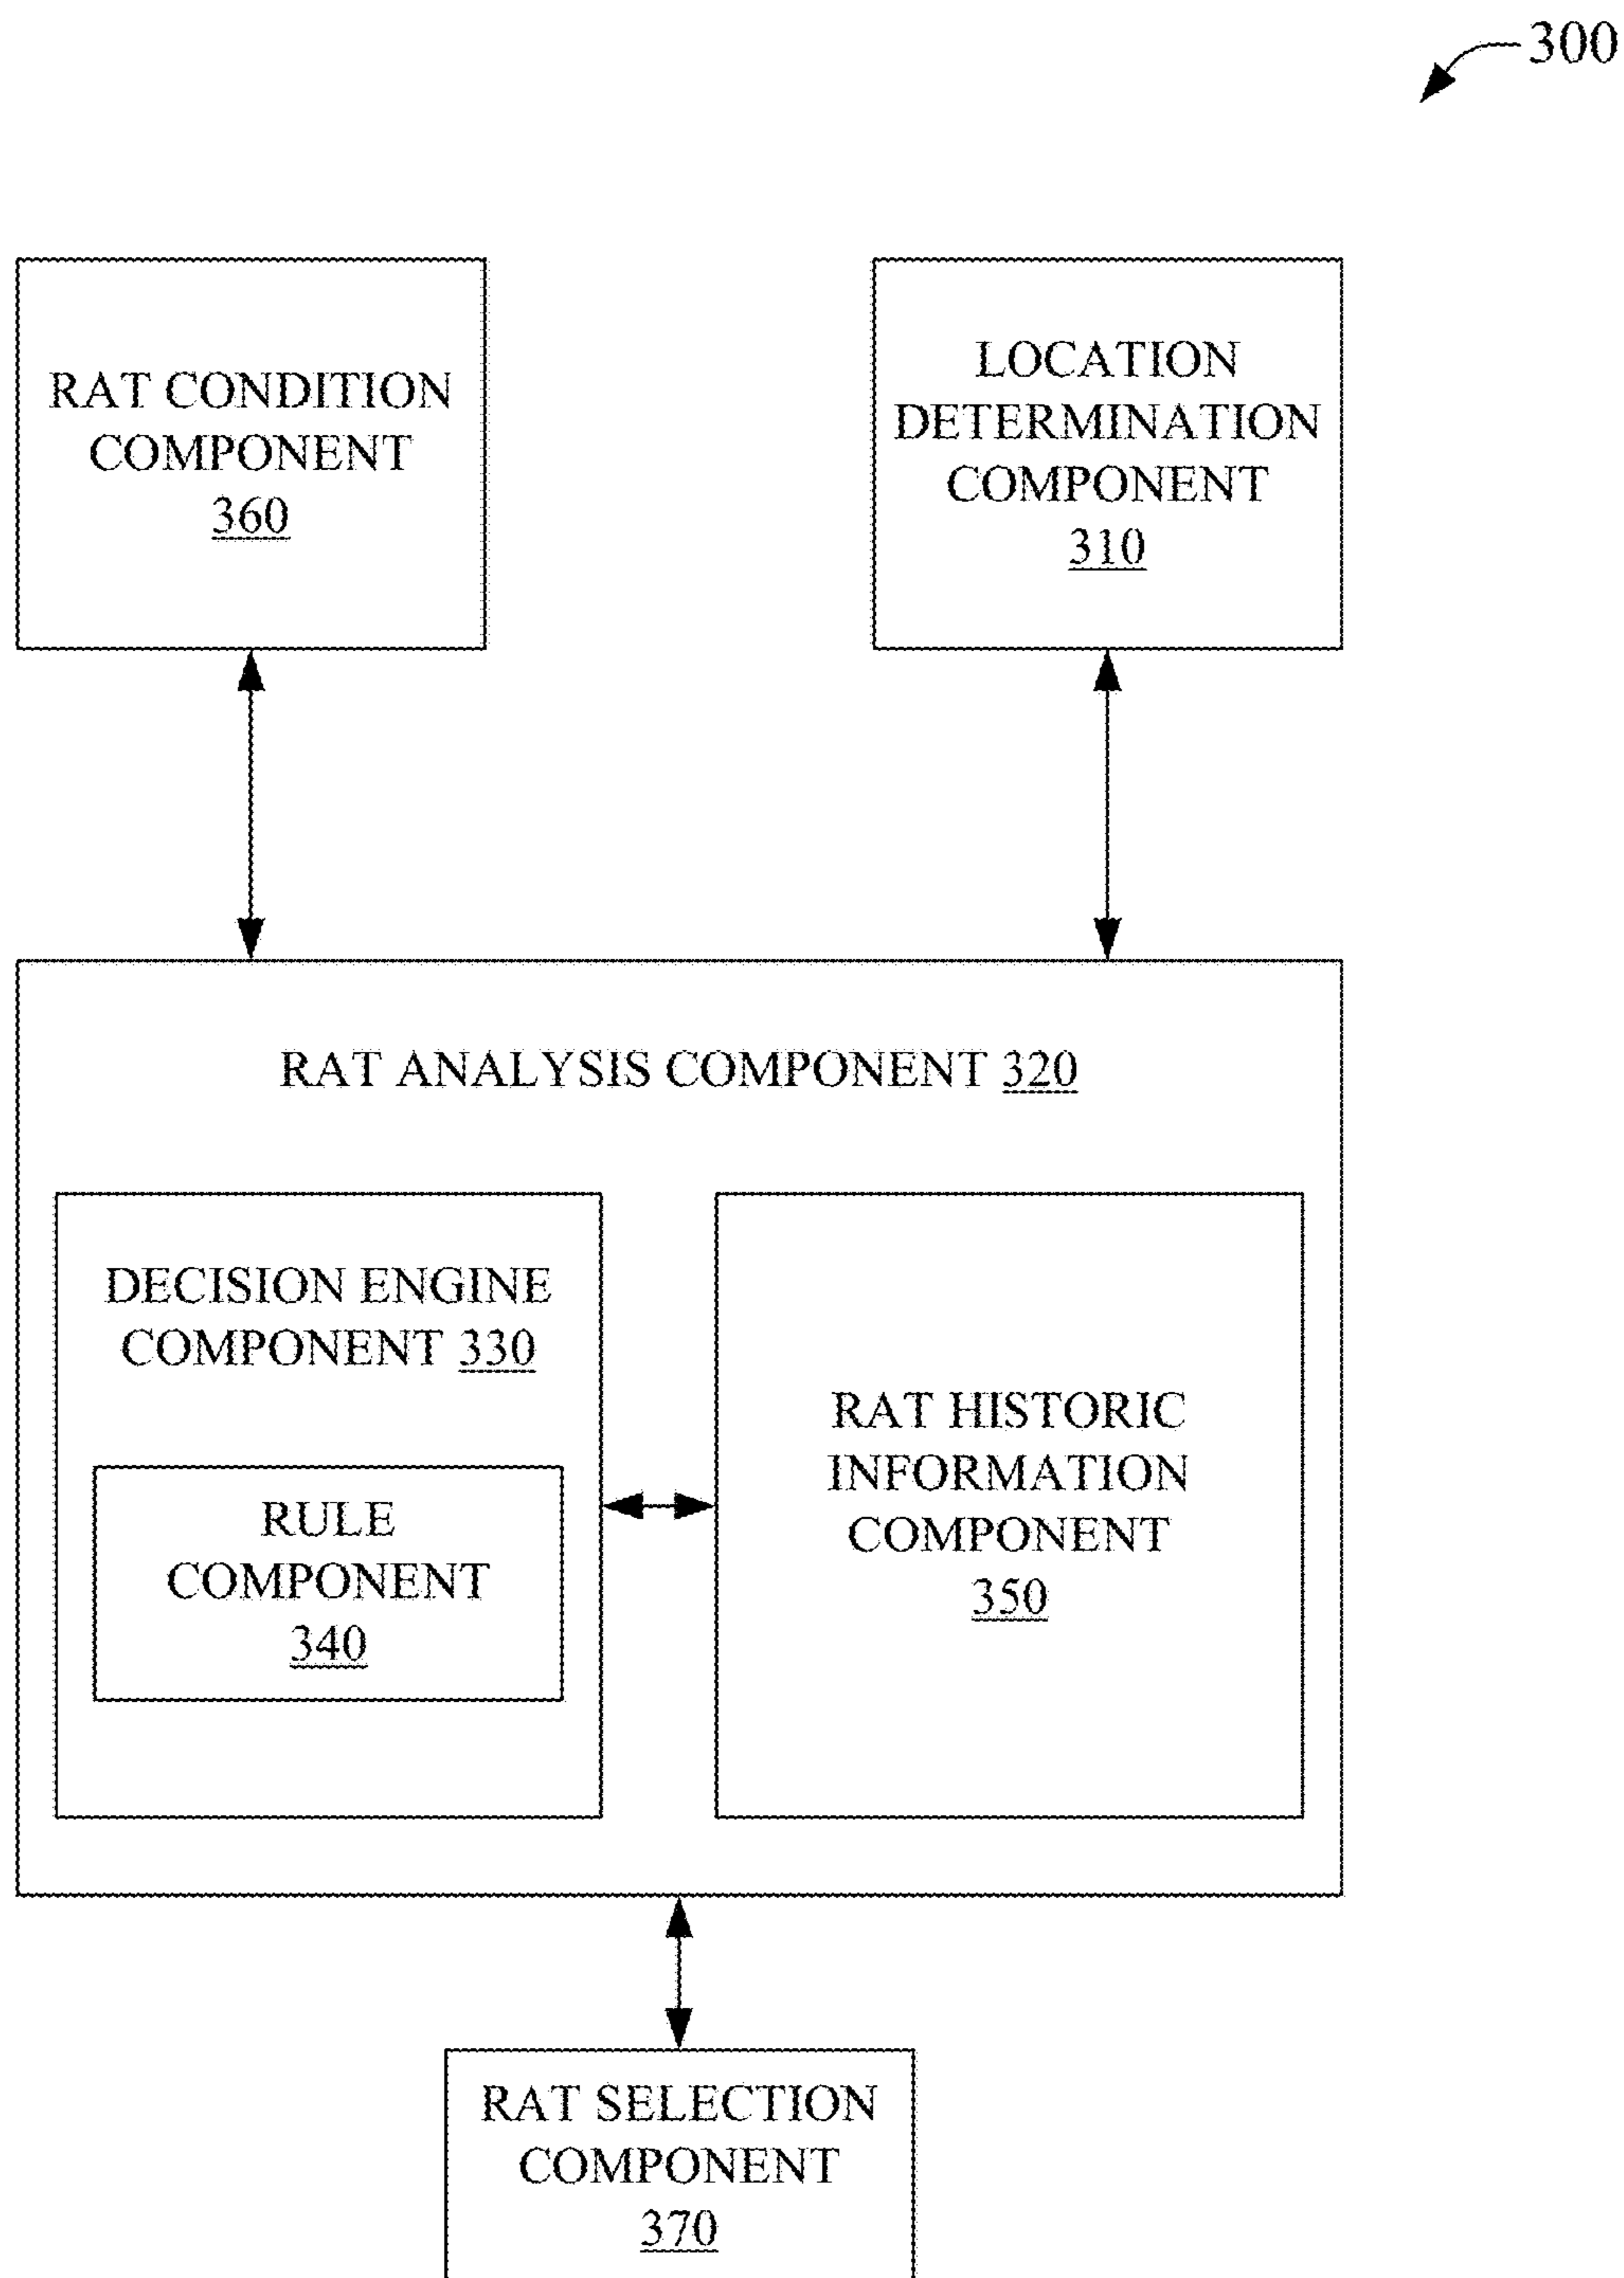 300
RAT CONDITION
COMPONENT
360
LOCATION
DETERMINATION
COMPONENT
310
RAT ANALYSIS COMPONENT 320
DECISION ENGINE
COMPONENT 330
RULE
COMPONENT
340
RAT HISTORIC
INFORMATION
COMPONENT
350
RAT SELECTION
COMPONENT
370